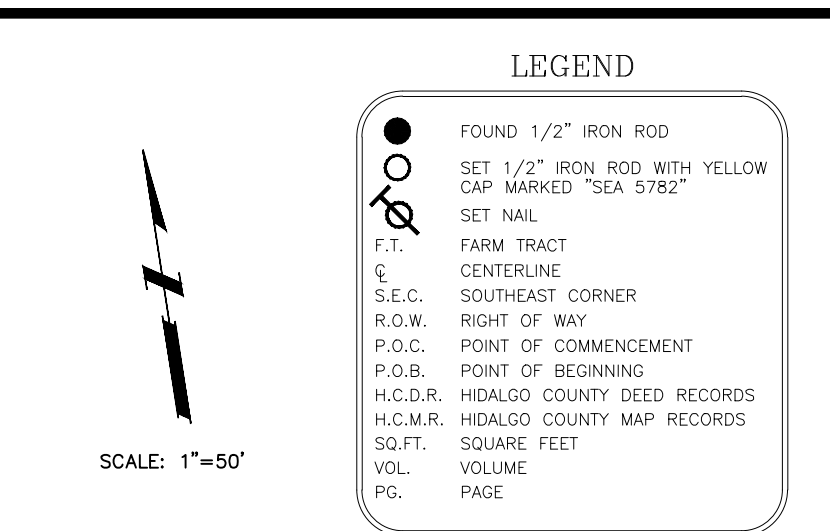 LEGEND
FOUND 1/2" IRON ROD
SET 1/2" IRON ROD WITH YELLOW
CAP MARKED "SEA 5782"
SET NAIL
F.T. FARM TRACT
℄ CENTERLINE
S.E.C. SOUTHEAST CORNER
R.O.W. RIGHT OF WAY
P.O.C. POINT OF COMMENCEMENT
P.O.B. POINT OF BEGINNING
H.C.D.R. HIDALGO COUNTY DEED RECORDS
H.C.M.R. HIDALGO COUNTY MAP RECORDS
SQ.FT. SQUARE FEET
VOL. VOLUME
PG. PAGE
SCALE: 1"=50'